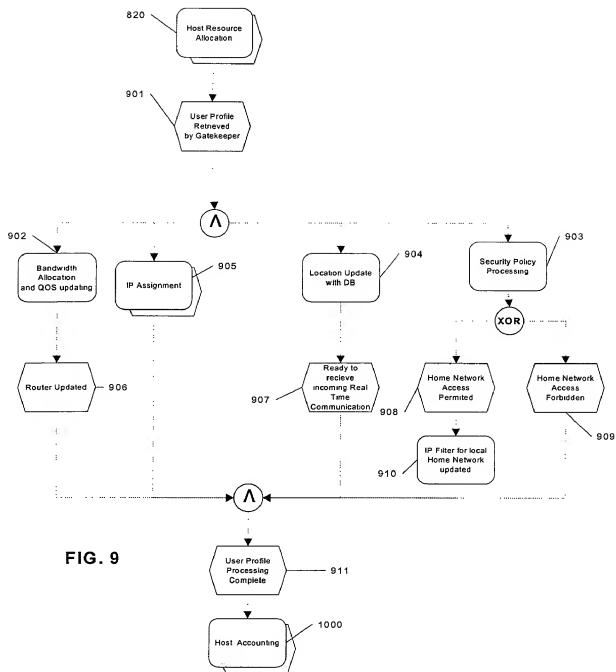 820
Host Resource
Allocation
901
User Profile
Retrieved
by Gatekeeper
Λ
902
Bandwidth
Allocation
and QOS updating
905
IP Assignment
904
Location Update
with DB
903
Security Policy
Processing
XOR
Router Updated
906
Ready to
recieve
incoming Real
Time
Communication
907
Home Network
Access
Permited
908
Home Network
Access
Forbidden
909
IP Filter for local
Home Network
updated
910
Λ
FIG. 9
User Profile
Processing
Complete
911
1000
Host Accounting